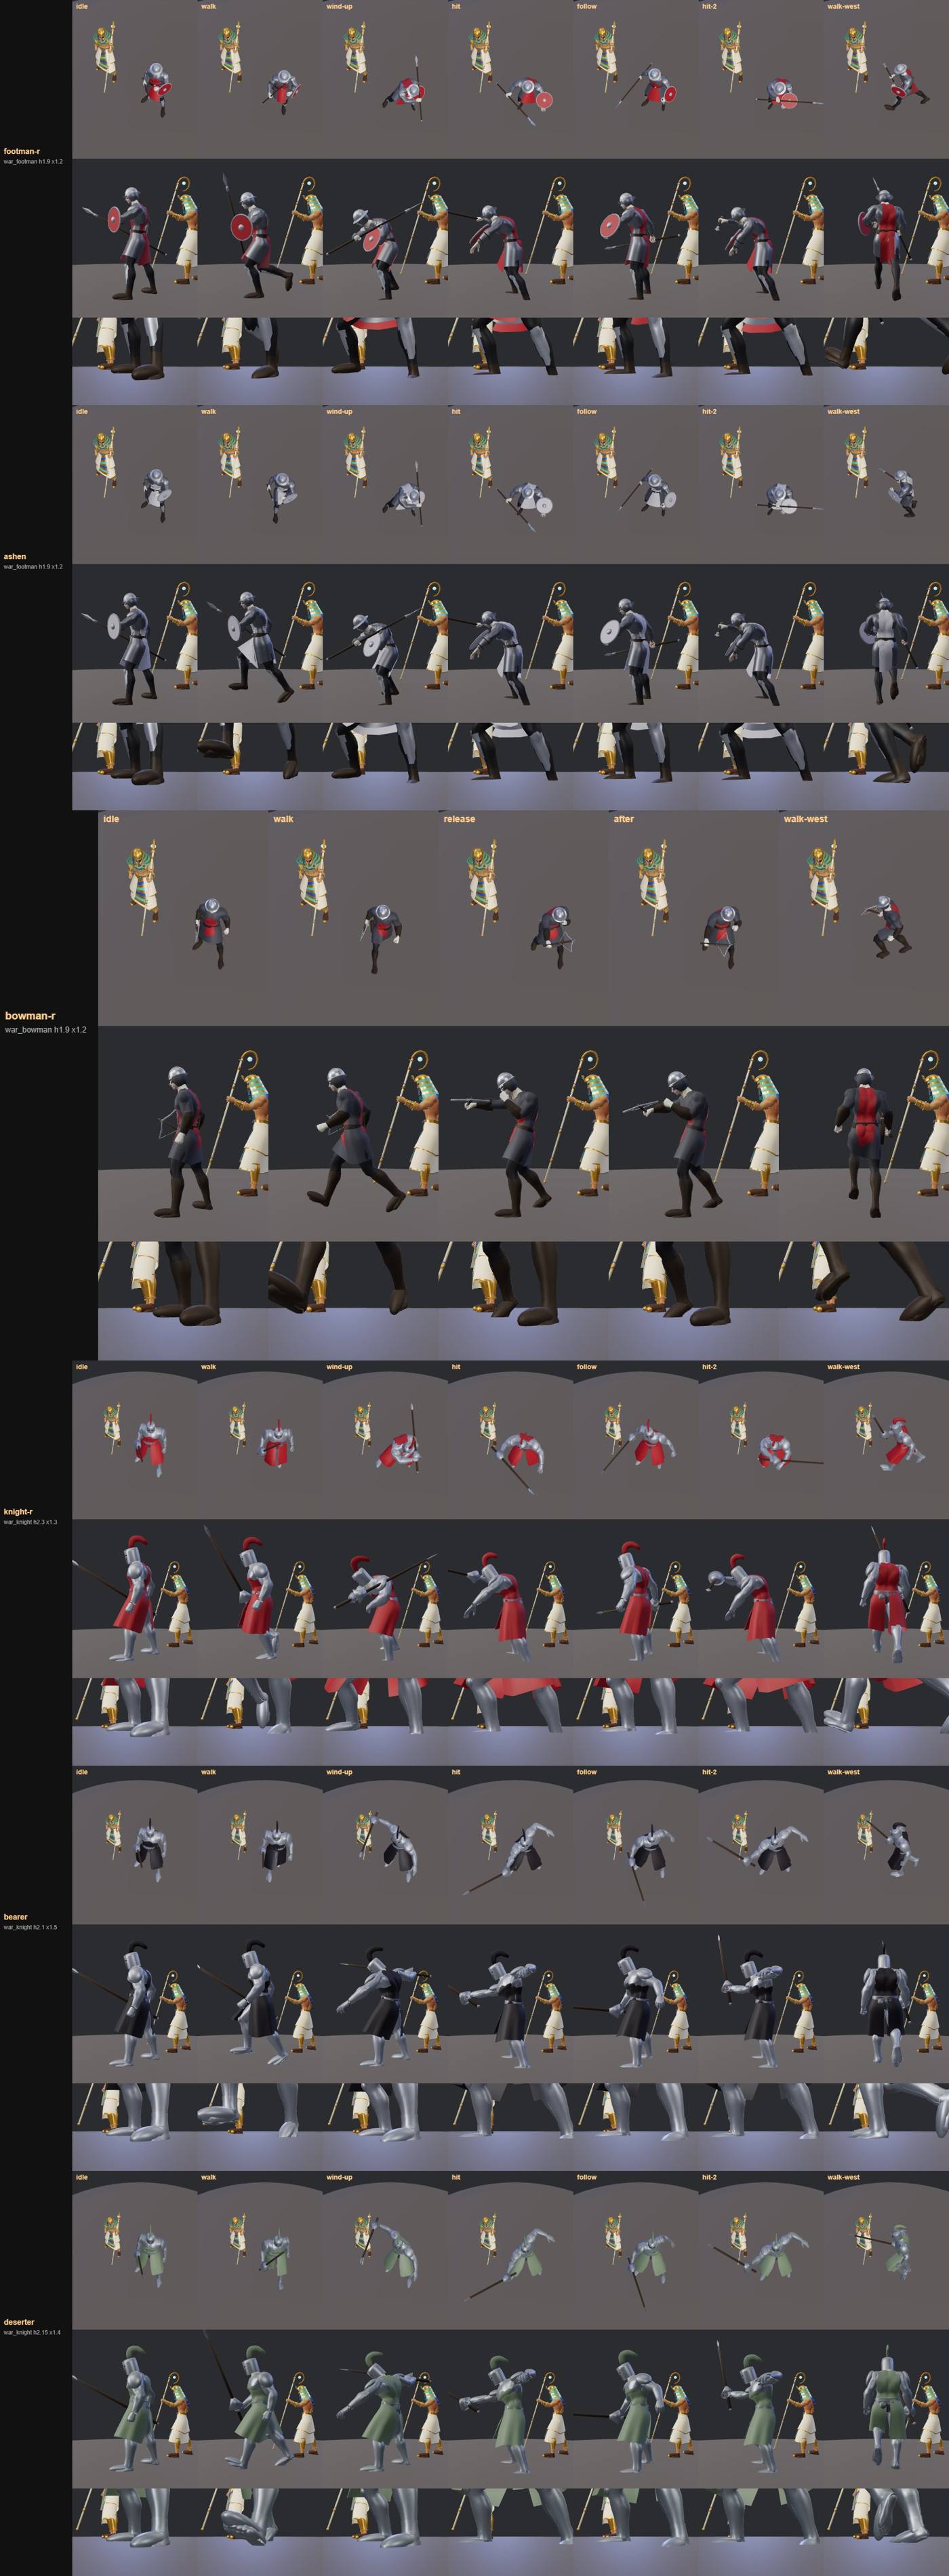 idle walk wind-up hit follow hit-2 walk-west
footman-r
war_footman h1.9 x1.2
idle walk wind-up hit follow hit-2 walk-west
ashen
war_footman h1.9 x1.2
idle walk release after walk-west
bowman-r
war_bowman h1.9 x1.2
idle walk wind-up hit follow hit-2 walk-west
knight-r
war_knight h2.3 x1.3
idle walk wind-up hit follow hit-2 walk-west
bearer
war_knight h2.1 x1.5
idle walk wind-up hit follow hit-2 walk-west
deserter
war_knight h2.15 x1.4